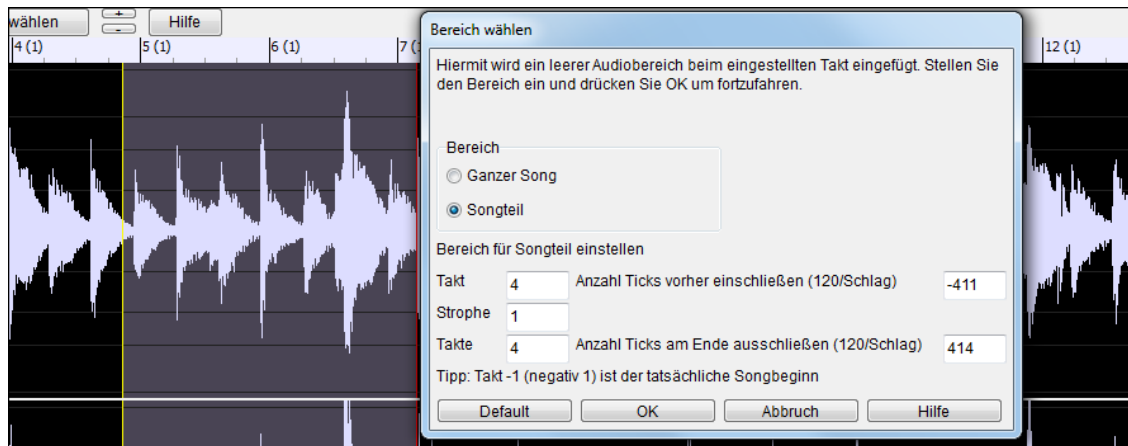 wählen + - Hilfe
4 (1) 5 (1) 6 (1) 12 (1)
Bereich wählen
Hiermit wird ein leerer Audiobereich beim eingestellten Takt eingefügt. Stellen Sie
den Bereich ein und drücken Sie OK um fortzufahren.
Bereich
Ganzer Song
Songteil
Bereich für Songteil einstellen
Takt 4 Anzahl Ticks vorher einschließen (120/Schlag) -411
Strophe 1
Takte 4 Anzahl Ticks am Ende ausschließen (120/Schlag) 414
Tipp: Takt -1 (negativ 1) ist der tatsächliche Songbeginn
Default OK Abbruch Hilfe